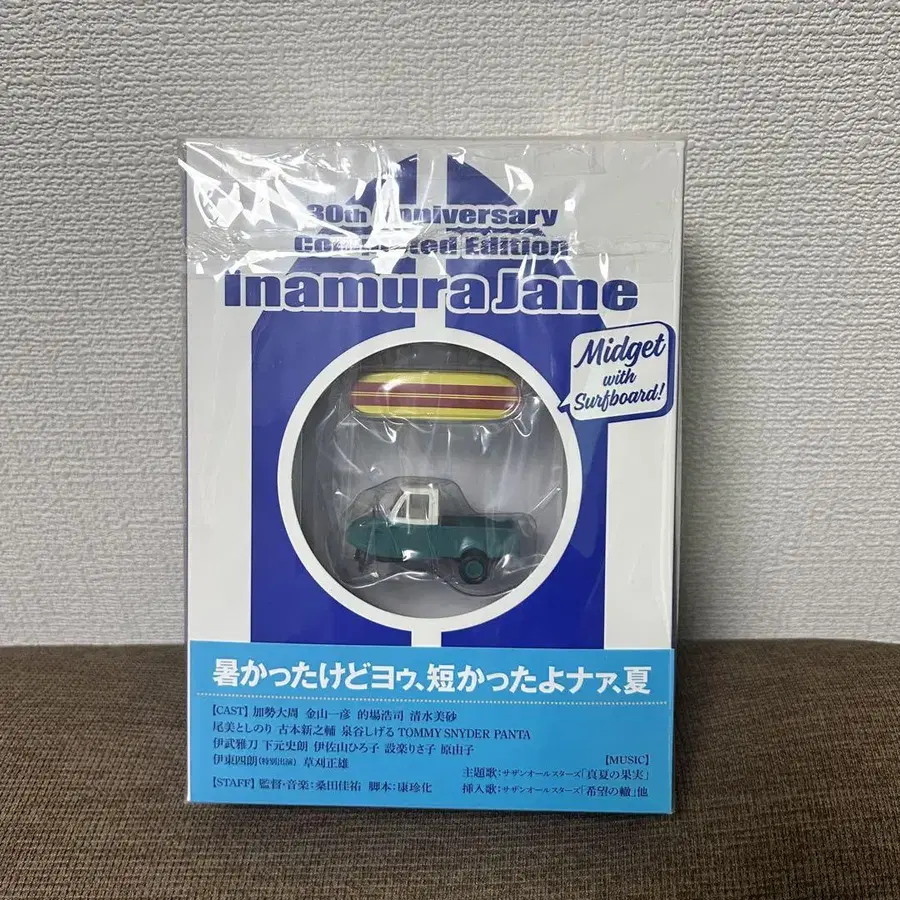 30th Anniversary
Completed Edition
Inamura Jane
Midget
with
Surfboard!
暑かったけどヨゥ、短かったよナァ、夏
【CAST】加勢大周 金山一彦 的場浩司 清水美砂
尾美としのり 古本新之輔 泉谷しげる TOMMY SNYDER PANTA
伊武雅刀 下元史朗 伊佐山ひろ子 設楽りさ子 原由子
伊東四朗(特別出演) 草刈正雄
【STAFF】監督・音楽:桑田佳祐 脚本:康珍化
【MUSIC】
主題歌:サザンオールスターズ「真夏の果実」
挿入歌:サザンオールスターズ「希望の轍」他